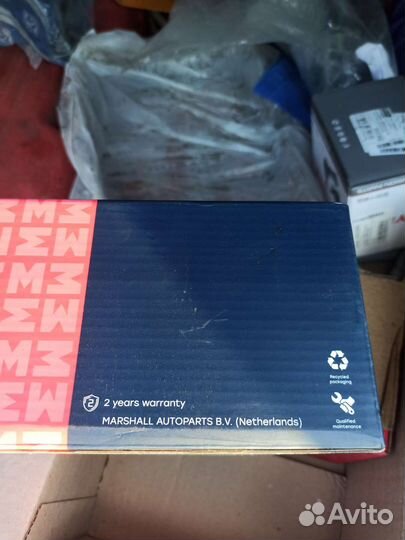 Recycled
packaging
2 years warranty
MARSHALL AUTOPARTS B.V. (Netherlands)
Qualified
maintenance
Avito